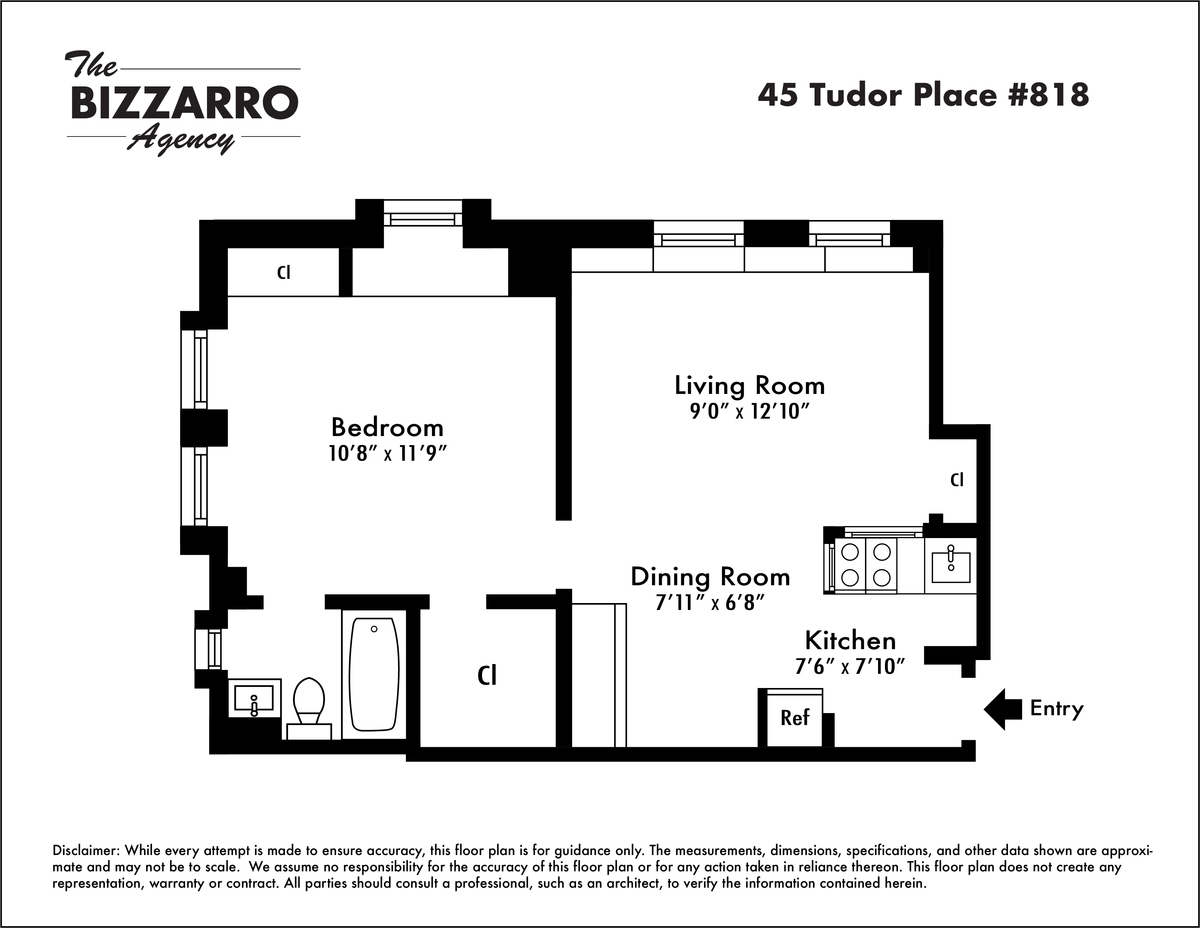 The
BIZZARRO
Agency
45 Tudor Place #818
Cl
Living Room
9’0” x 12’10”
Bedroom
10’8” x 11’9”
Cl
Dining Room
7’11” x 6’8”
Kitchen
7’6” x 7’10”
Cl
Ref
Entry
Disclaimer: While every attempt is made to ensure accuracy, this floor plan is for guidance only. The measurements, dimensions, specifications, and other data shown are approxi-
mate and may not be to scale.  We assume no responsibility for the accuracy of this floor plan or for any action taken in reliance thereon. This floor plan does not create any
representation, warranty or contract. All parties should consult a professional, such as an architect, to verify the information contained herein.